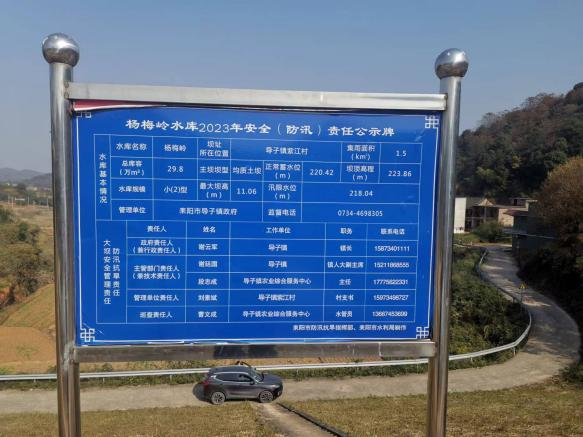 杨梅岭水库2023年安全（防汛）责任公示牌
水库基本情况
水库名称 杨梅岭 坝址所在位置 导子镇紫江村 集雨面积(km²) 1.5
总库容(万m³) 29.8 主坝坝型 均质土坝 正常蓄水位(m) 220.42 坝顶高程(m) 223.86
水库规模 小(2)型 最大坝高(m) 11.06 汛限水位(m) 218.04
管理单位 耒阳市导子镇政府 监督电话 0734-4698305
大坝安全管理责任 防汛抗旱责任
责任人 姓名 工作单位 职务 联系电话
政府责任人(兼行政责任人) 谢云军 导子镇 镇长 15873401111
主管部门责任人(兼技术责任人) 谢廷国 导子镇 镇人大副主席 15211868555
段志成 导子镇农业综合服务中心 主任 17775822331
管理单位责任人 刘素斌 导子镇紫江村 村支书 15973498727
巡查责任人 曹文成 导子镇农业综合服务中心 水管员 13667453699
耒阳市防汛抗旱指挥部、耒阳市水利局制作